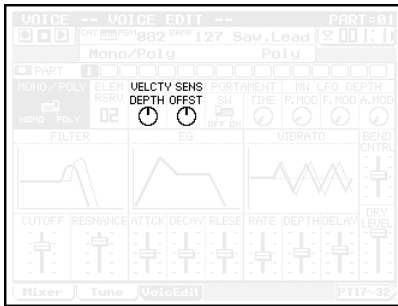 VOICE -- VOICE EDIT -- PART=01
CAT. PGM 082 BANK 127 Saw.Lead
Mono/Poly Poly
PART 1
MONO/POLY ELEM RSRV VELCTY SENS PORTAMENT MW LFO DEPTH
DEPTH OFFST SW TIME P.MOD F.MOD A.MOD
MONO POLY OFF ON
FILTER EG VIBRATO BEND CNTRL
CUTOFF RESNANCE ATTCK DECAY RLESE RATE DEPTH DELAY DRY LEVEL
Mixer Tune VoicEdit PT17~32